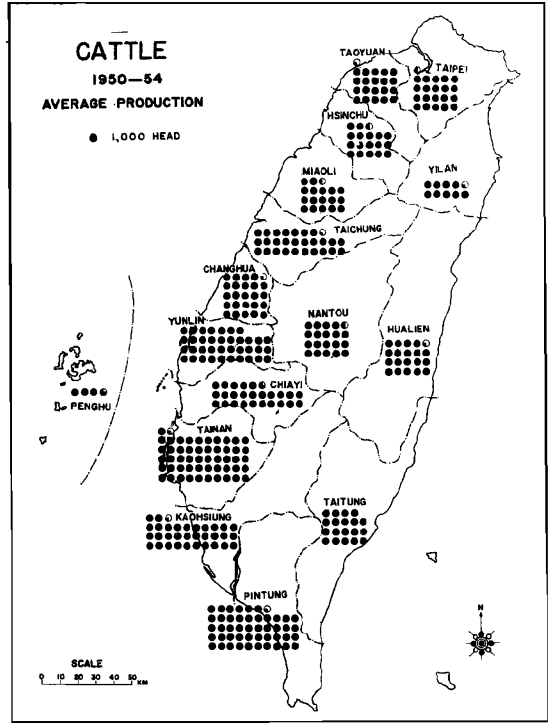 CATTLE
1950-54
AVERAGE PRODUCTION
1,000 HEAD
TAOYUAN
TAIPEI
HSINCHU
MIAOLI
YILAN
TAICHUNG
CHANGHUA
YUNLIN
NANTOU
HUALIEN
PENGHU
CHIAYI
TAINAN
TAITUNG
KAOHSIUNG
PINTUNG
N
SCALE
0 10 20 30 40 50 KM